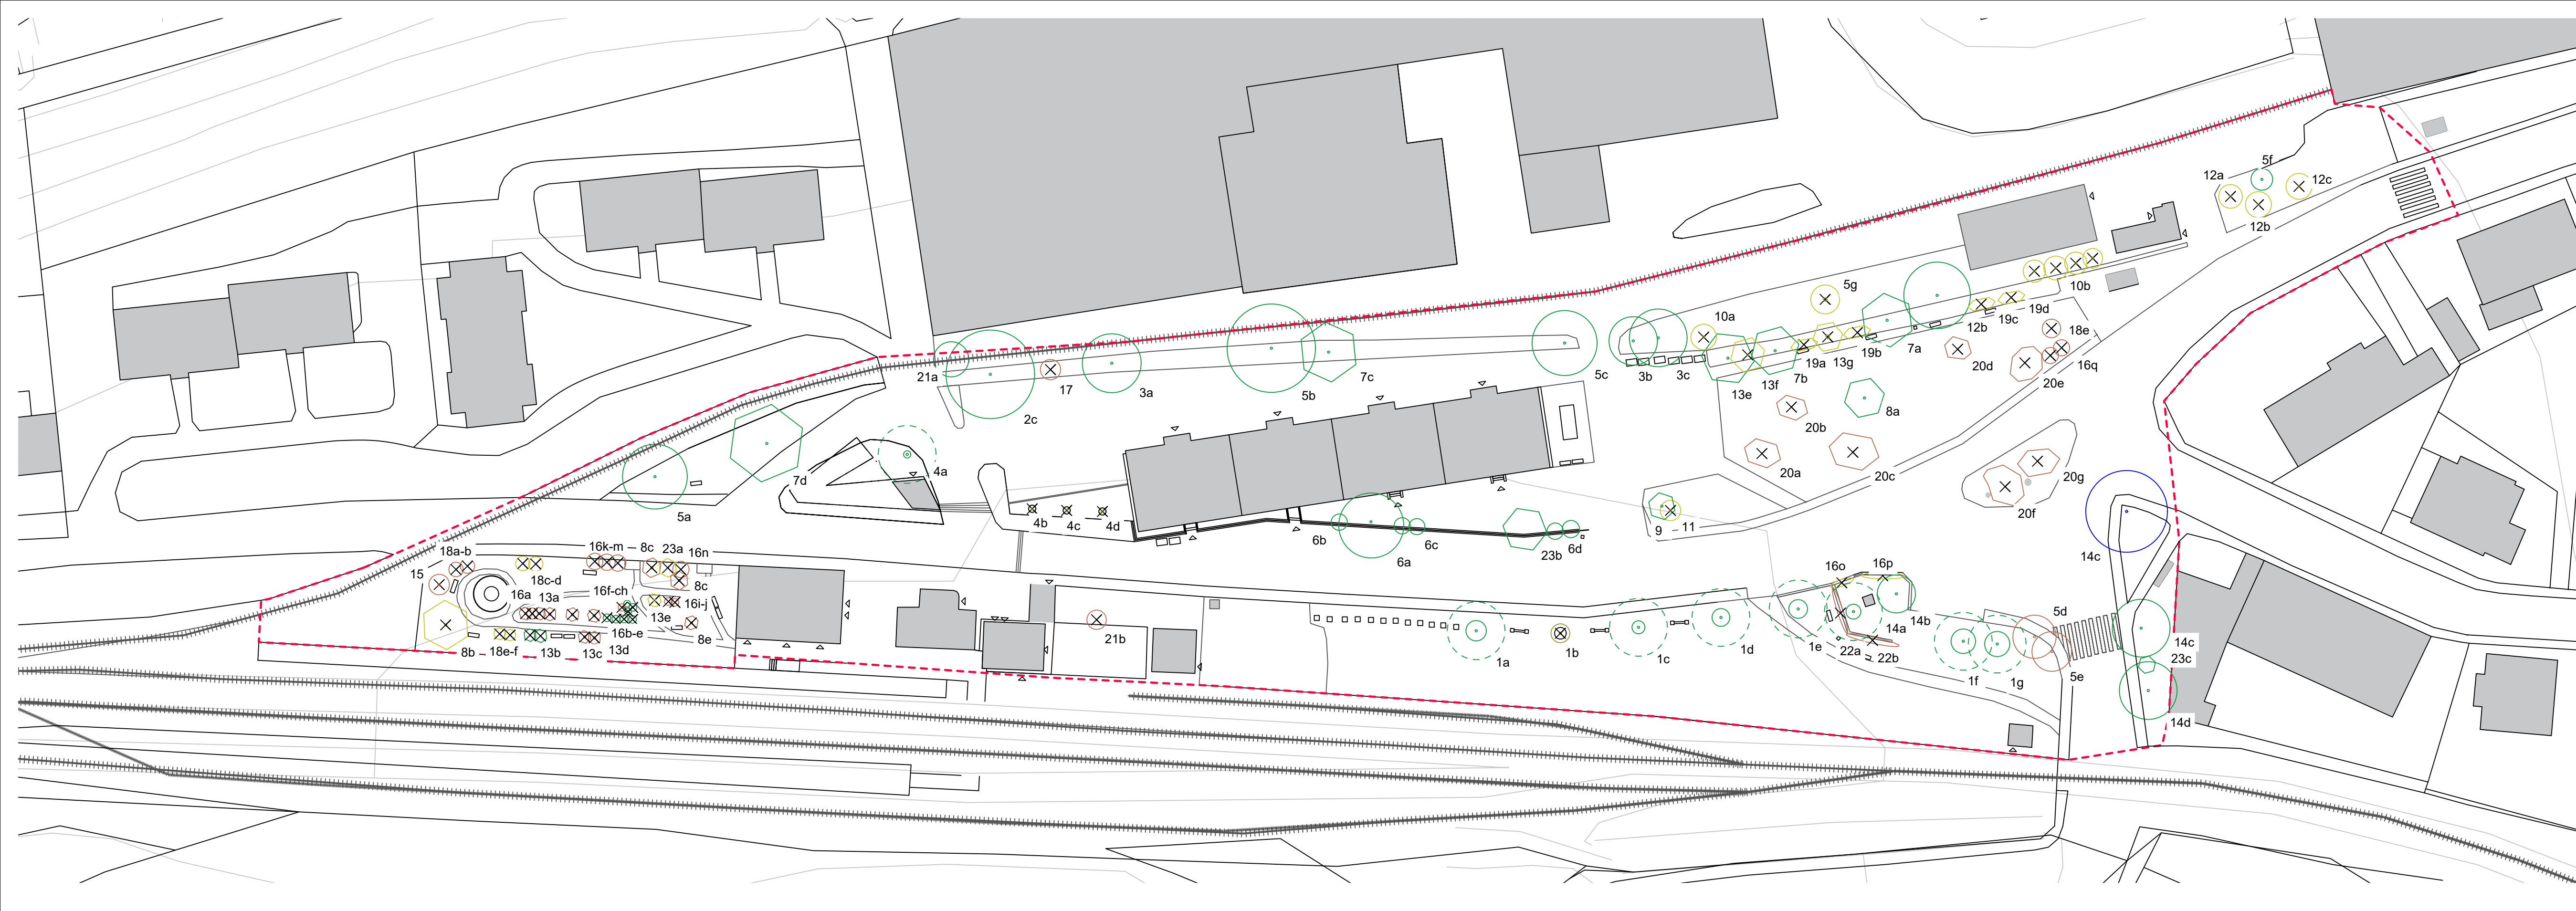 5f
12a
12c
12b
5g
10b
10a
19d
19c
12b
18e
19b
7a
16q
13g
19a
20d
7b
13f
20e
13e
5c
3b
3c
7c
5b
3a
17
21a
2c
8a
20b
20a
20c
20g
20f
4a
7d
5a
4b
4c
4d
6b
6a
6c
23b
6d
9
11
14c
18a-b
16k-m
8c
23a
16n
15
18c-d
8c
16a
13a
16f-ch
16i-j
13e
16b-e
8e
8b
18e-f
13b
13c
13d
21b
1a
1b
1c
1d
1e
16o
16p
14a
14b
22a
22b
1f
1g
5d
5e
14c
23c
14d